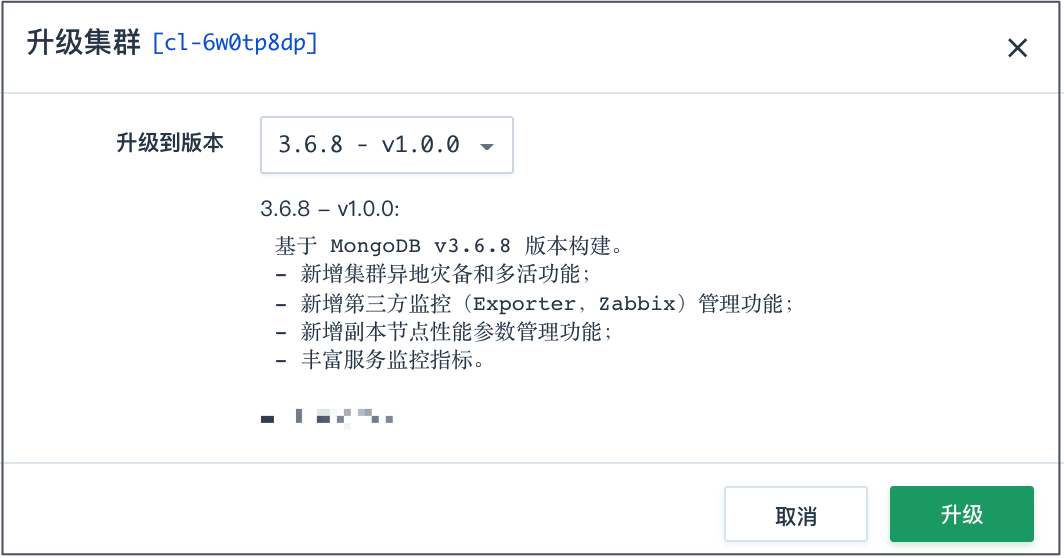 升级集群 [cl-6w0tp8dp]
升级到版本
3.6.8 - v1.0.0
3.6.8 – v1.0.0:
基于 MongoDB v3.6.8 版本构建。
- 新增集群异地灾备和多活功能；
- 新增第三方监控（Exporter，Zabbix）管理功能；
- 新增副本节点性能参数管理功能；
- 丰富服务监控指标。
取消
升级